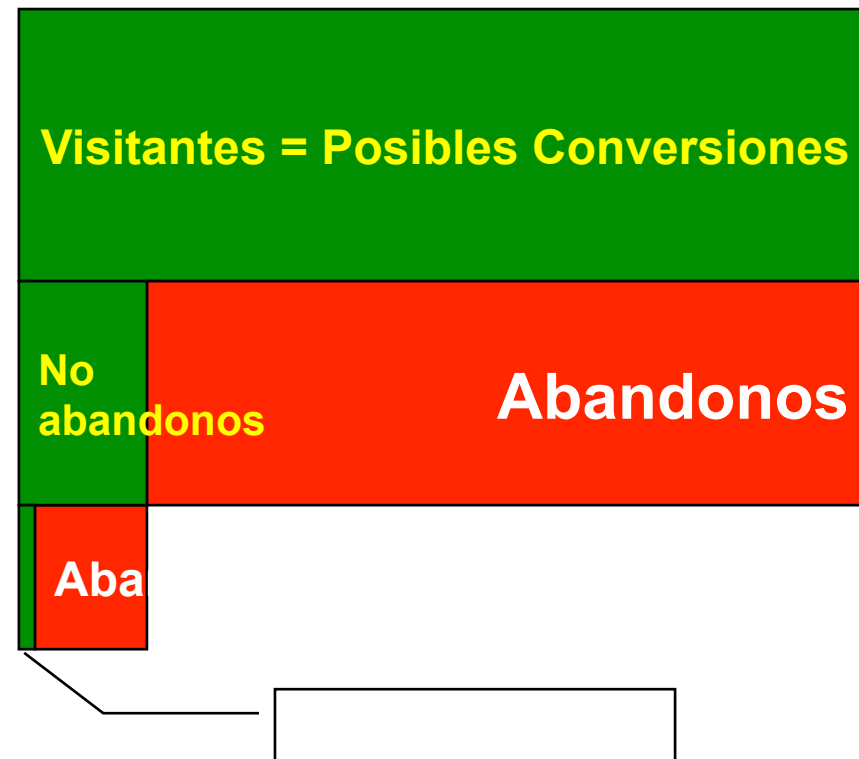 Visitantes = Posibles Conversiones
No
abandonos
Abandonos
Aba